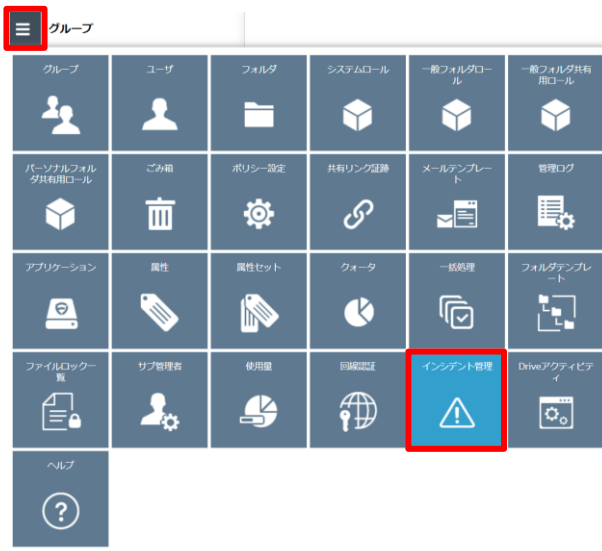 グループ
グループ
ユーザ
フォルダ
システムロール
一般フォルダロー
ル
一般フォルダ共有
用ロール
パーソナルフォル
ダ共有用ロール
ごみ箱
ポリシー設定
共有リンク証跡
メールテンプレー
ト
管理ログ
アプリケーション
属性
属性セット
クォータ
一括処理
フォルダテンプレ
ート
ファイルロック一
覧
サブ管理者
使用量
回線認証
インシデント管理
Driveアクティビテ
ィ
ヘルプ
?